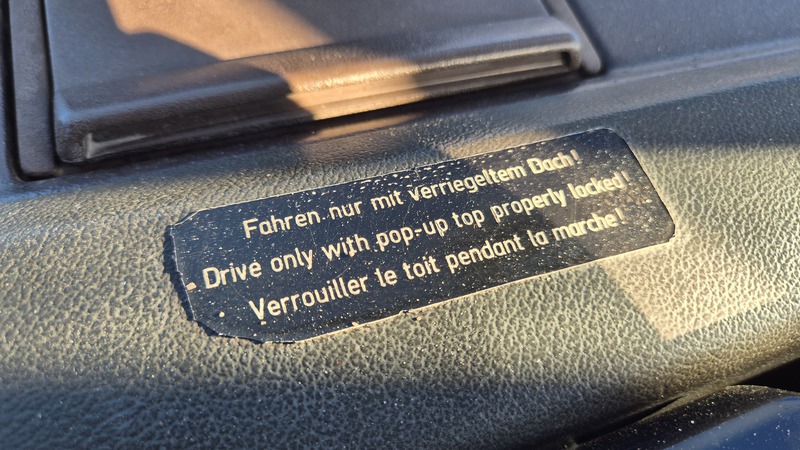 Fahren nur mit verriegeltem Dach!
Drive only with pop-up top properly locked!
Verrouiller le toit pendant la marche!